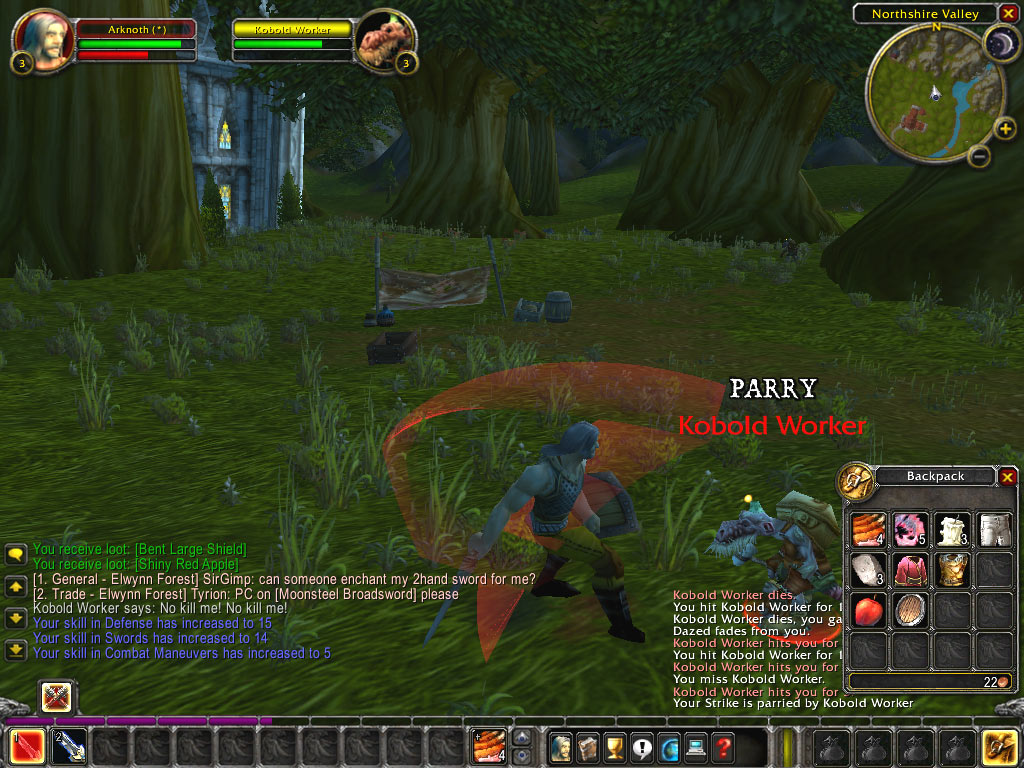 Arknoth (*)
3
Kobold Worker
3
Northshire Valley
N
PARRY
Kobold Worker
Backpack
4
5
3
3
22
You receive loot: [Bent Large Shield]
You receive loot: [Shiny Red Apple]
[1. General - Elwynn Forest] SirGimp: can someone enchant my 2hand sword for me?
[2. Trade - Elwynn Forest] Tyrion: PC on [Moonsteel Broadsword] please
Kobold Worker says: No kill me! No kill me!
Your skill in Defense has increased to 15
Your skill in Swords has increased to 14
Your skill in Combat Maneuvers has increased to 5
Kobold Worker dies.
You hit Kobold Worker for
Kobold Worker dies, you ga
Dazed fades from you.
Kobold Worker hits you for
You hit Kobold Worker for
Kobold Worker hits you for
You miss Kobold Worker.
Kobold Worker hits you for
Your Strike is parried by Kobold Worker
1
2
4